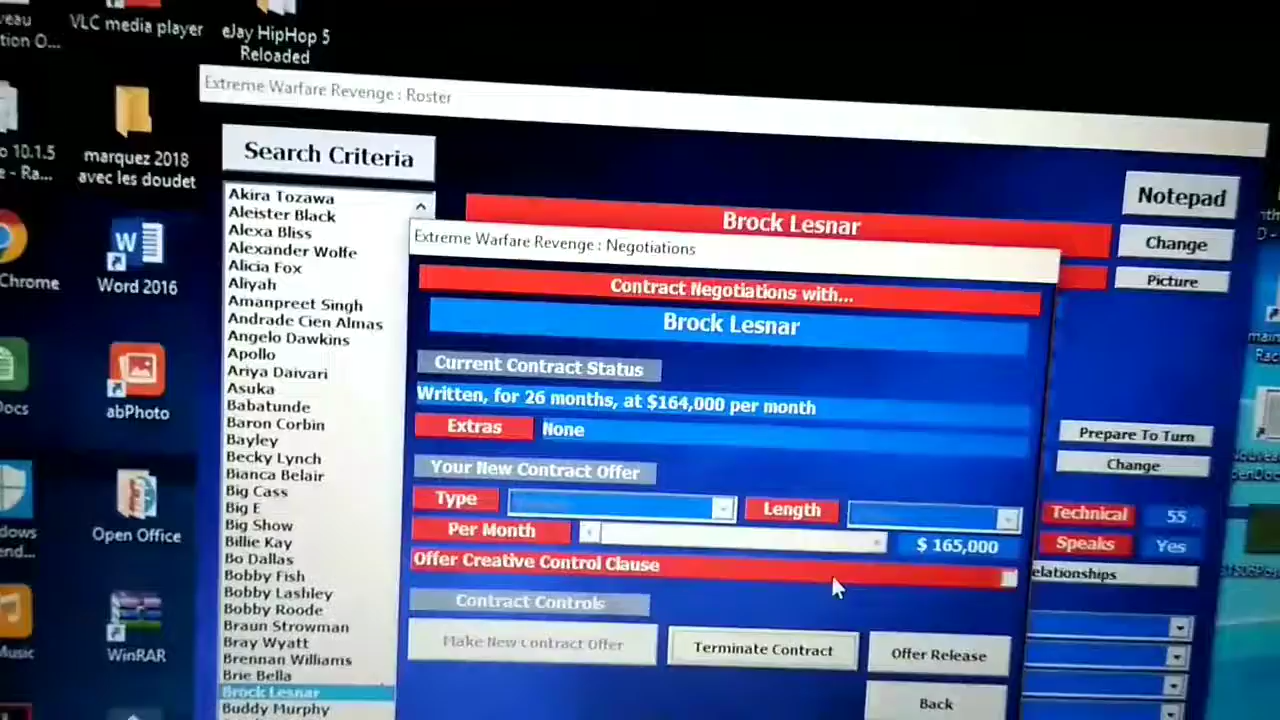 VLC media player
eJay HipHop 5
Reloaded
marquez 2018
avec les doudet
Chrome
Word 2016
abPhoto
Open Office
WinRAR
Extreme Warfare Revenge : Roster
Search Criteria
Akira Tozawa
Aleister Black
Alexa Bliss
Alexander Wolfe
Alicia Fox
Aliyah
Amanpreet Singh
Andrade Cien Almas
Angelo Dawkins
Apollo
Ariya Daivari
Asuka
Babatunde
Baron Corbin
Bayley
Becky Lynch
Bianca Belair
Big Cass
Big E
Big Show
Billie Kay
Bo Dallas
Bobby Fish
Bobby Lashley
Bobby Roode
Braun Strowman
Bray Wyatt
Brennan Williams
Brie Bella
Brock Lesnar
Buddy Murphy
Brock Lesnar
Notepad
Change
Picture
Extreme Warfare Revenge : Negotiations
Contract Negotiations with...
Brock Lesnar
Current Contract Status
Written, for 26 months, at $164,000 per month
Extras None
Your New Contract Offer
Type Length
Per Month $ 165,000
Offer Creative Control Clause
Contract Controls
Make New Contract Offer Terminate Contract Offer Release
Back
Prepare To Turn
Change
Technical 55
Speaks Yes
elationships